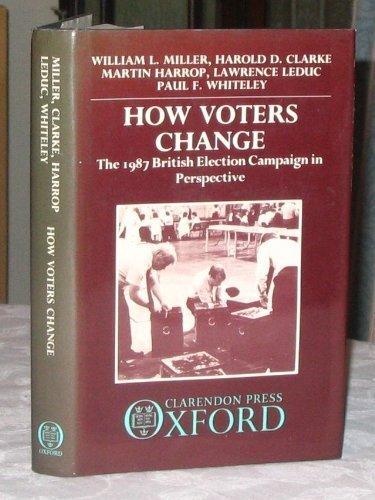 WILLIAM L. MILLER, HAROLD D. CLARKE
MARTIN HARROP, LAWRENCE LEDUC
PAUL F. WHITELEY
HOW VOTERS
CHANGE
The 1987 British Election Campaign in
Perspective
CLARENDON PRESS
OXFORD
MILLER, CLARKE, HARROP
LEDUC, WHITELEY
HOW VOTERS CHANGE
OXFORD